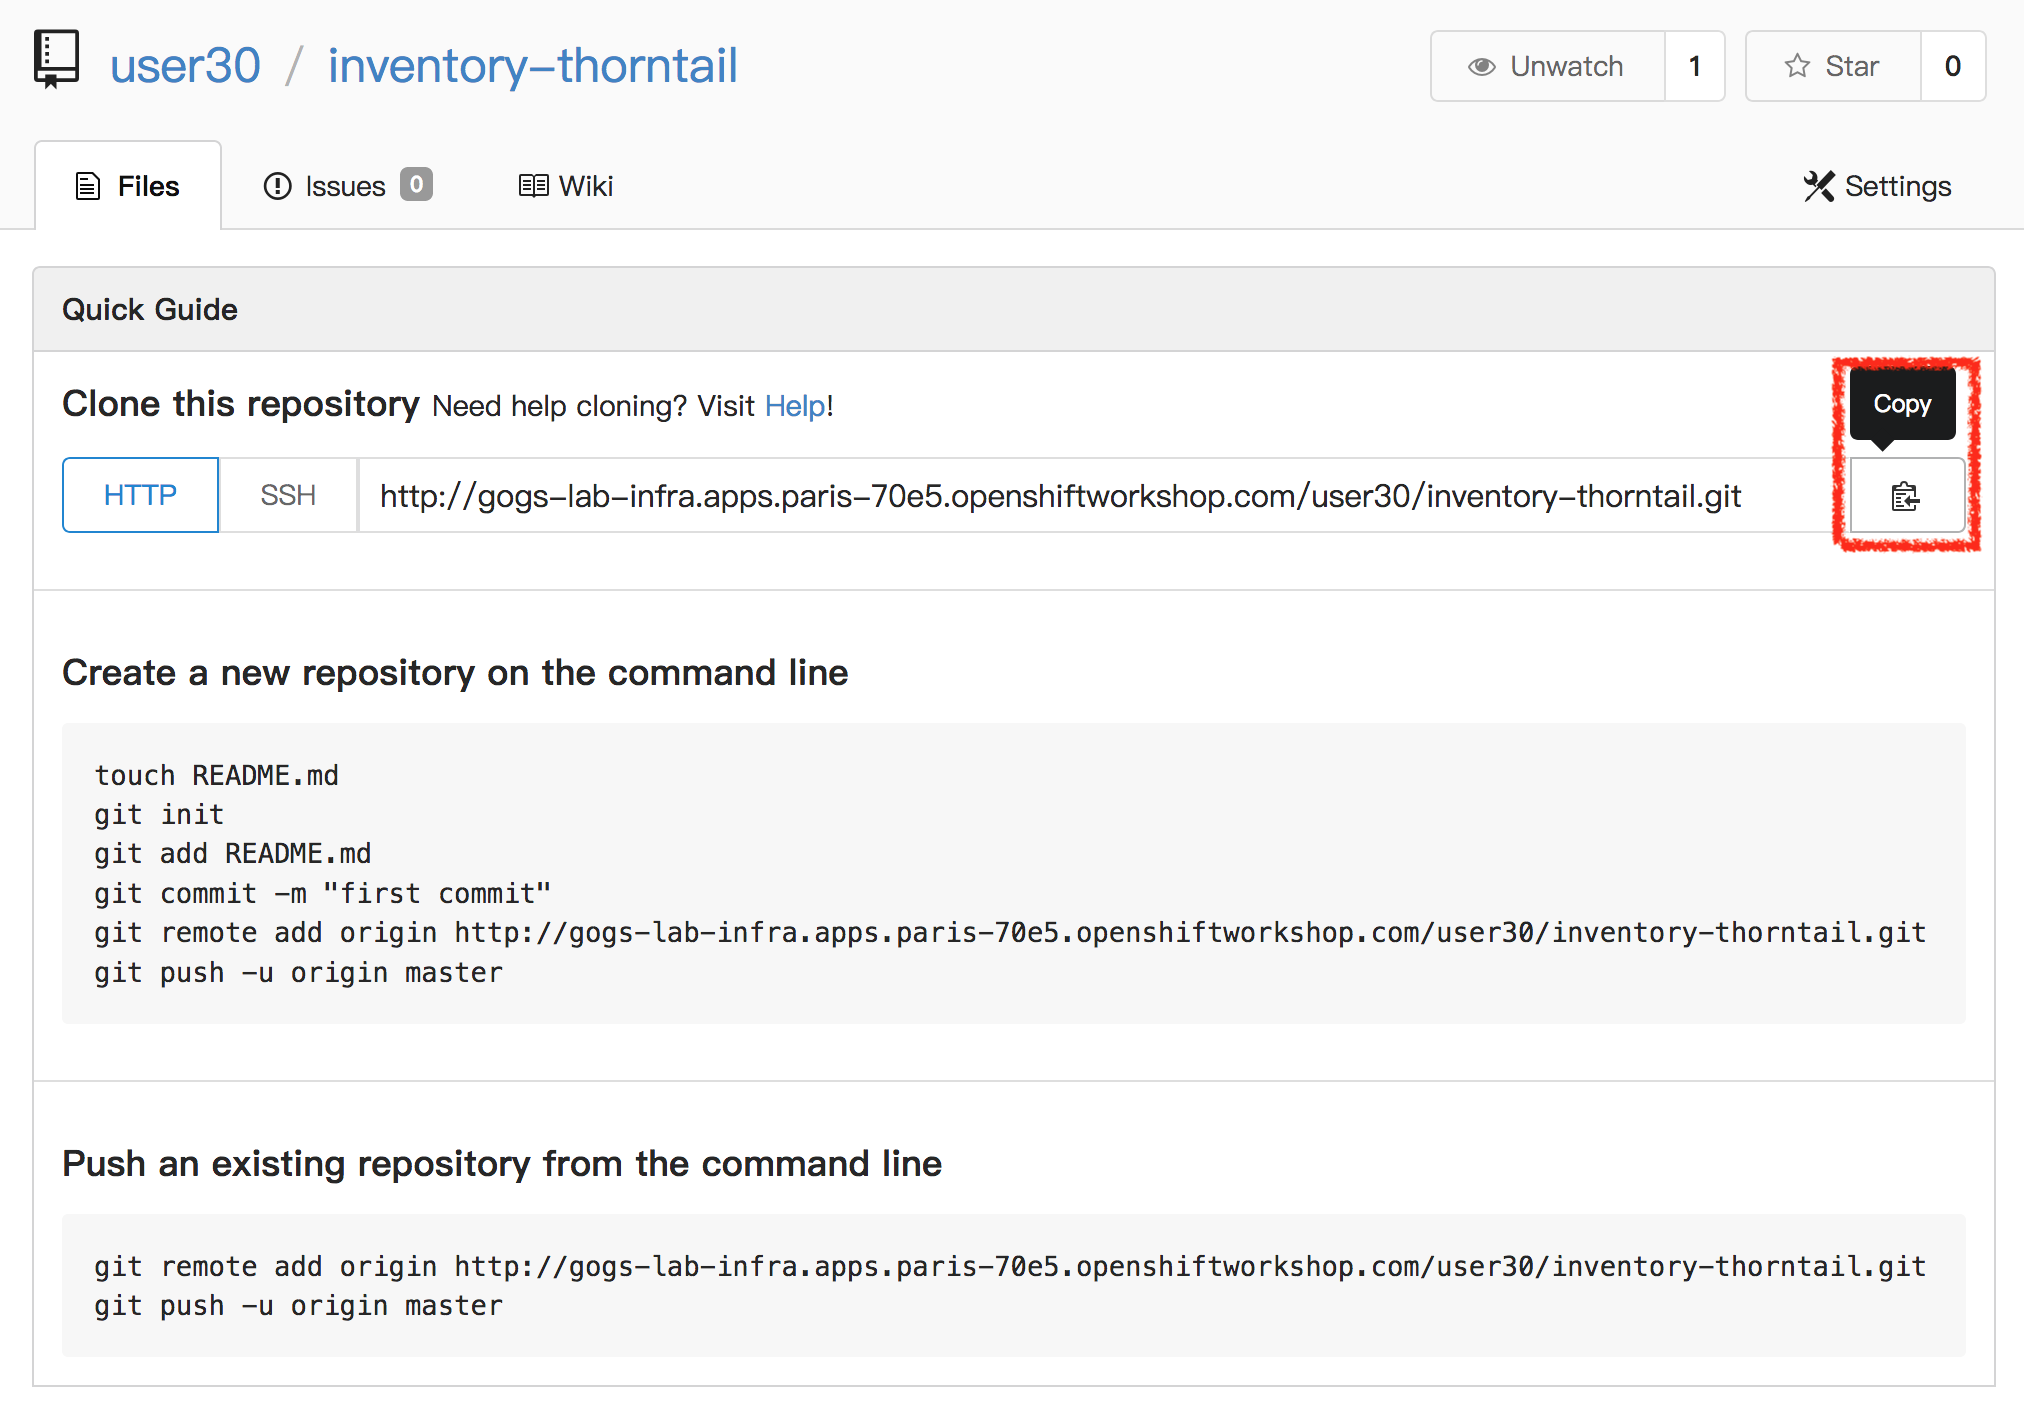 user30 / inventory-thorntail
Unwatch 1
Star 0
Files
Issues 0
Wiki
Settings
Quick Guide
Clone this repository Need help cloning? Visit Help!
Copy
HTTP SSH http://gogs-lab-infra.apps.paris-70e5.openshiftworkshop.com/user30/inventory-thorntail.git
Create a new repository on the command line
touch README.md
git init
git add README.md
git commit -m "first commit"
git remote add origin http://gogs-lab-infra.apps.paris-70e5.openshiftworkshop.com/user30/inventory-thorntail.git
git push -u origin master
Push an existing repository from the command line
git remote add origin http://gogs-lab-infra.apps.paris-70e5.openshiftworkshop.com/user30/inventory-thorntail.git
git push -u origin master